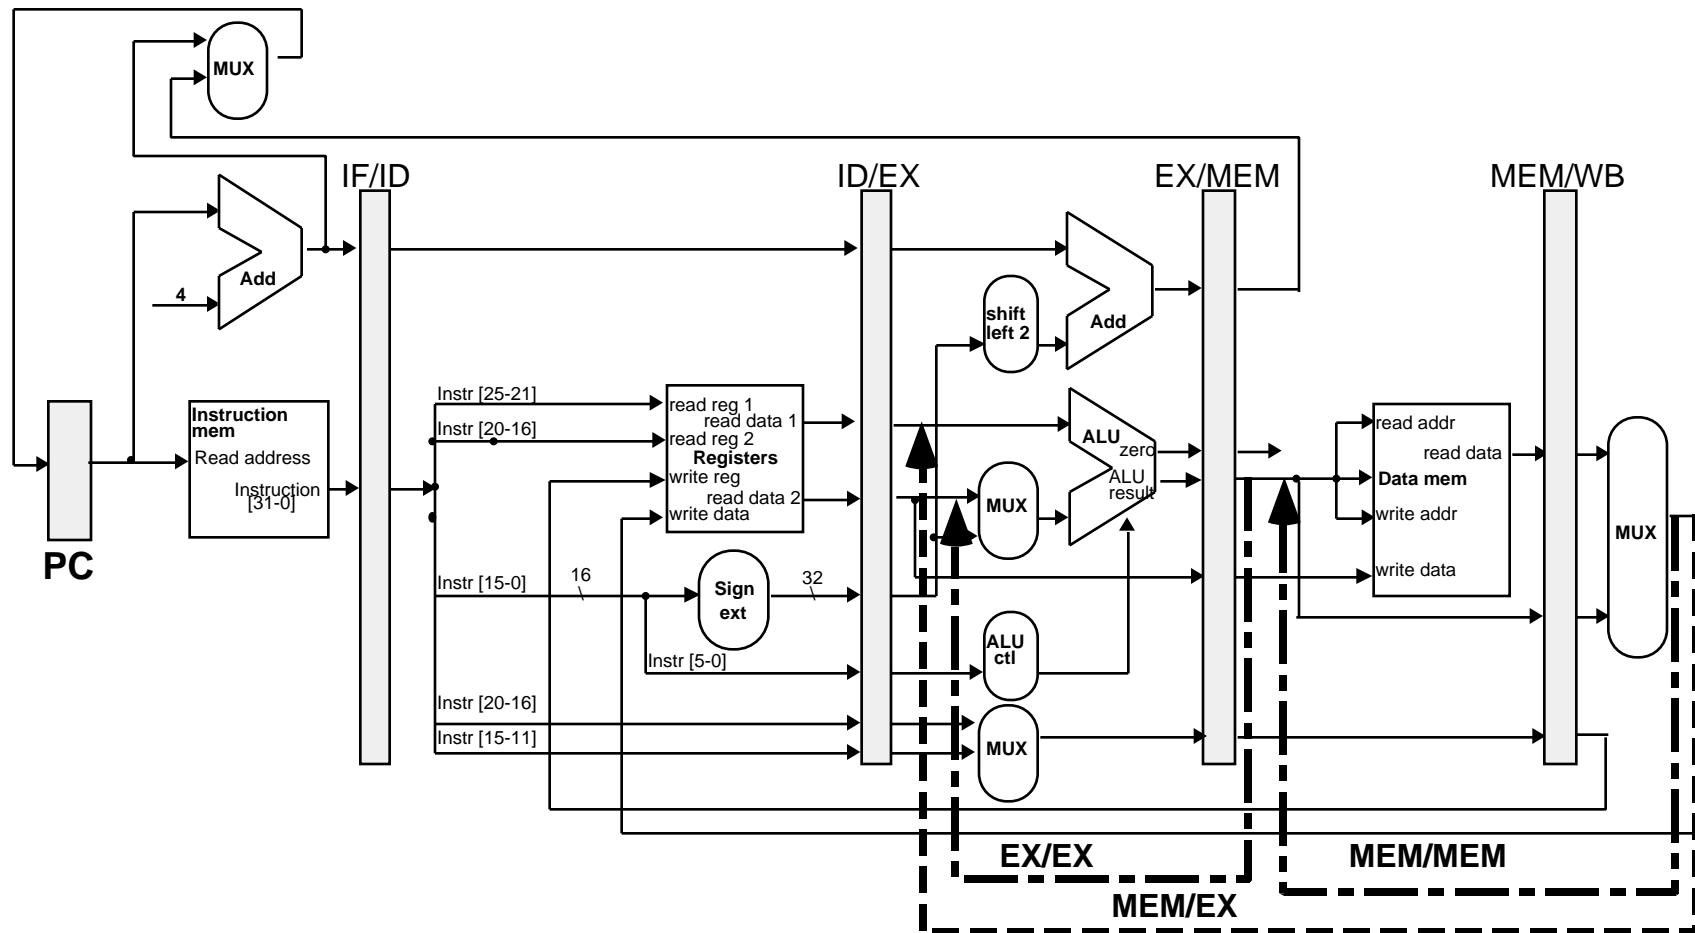 MUX
IF/ID
ID/EX
EX/MEM
MEM/WB
Add
4
shift
left 2
Add
Instruction
mem
Read address
Instruction
[31-0]
PC
Instr [25-21]
Instr [20-16]
read reg 1
read data 1
read reg 2
Registers
write reg
read data 2
write data
ALU
zero
ALU
result
MUX
read addr
read data
Data mem
write addr
write data
MUX
Instr [15-0]
16
Sign
ext
32
Instr [5-0]
ALU
ctl
Instr [20-16]
Instr [15-11]
MUX
EX/EX
MEM/MEM
MEM/EX